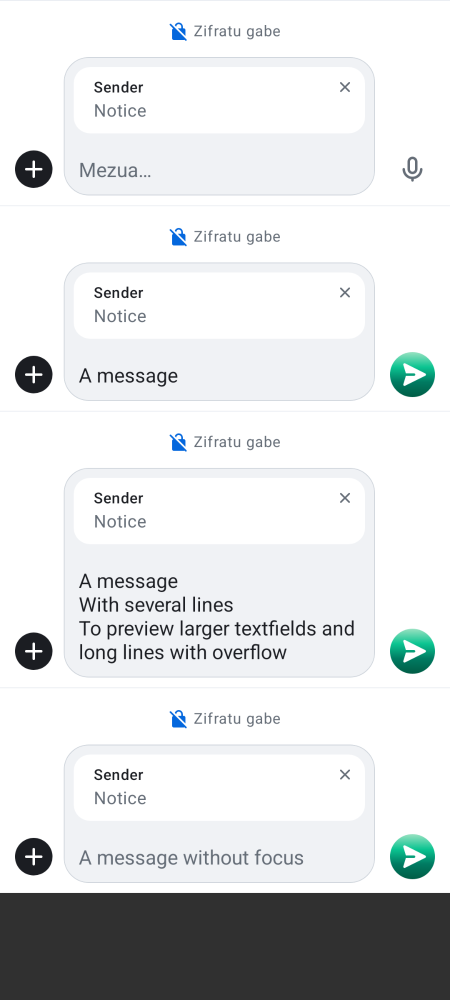 Zifratu gabe
Sender
Notice
Mezua…
Zifratu gabe
Sender
Notice
A message
Zifratu gabe
Sender
Notice
A message
With several lines
To preview larger textfields and
long lines with overflow
Zifratu gabe
Sender
Notice
A message without focus